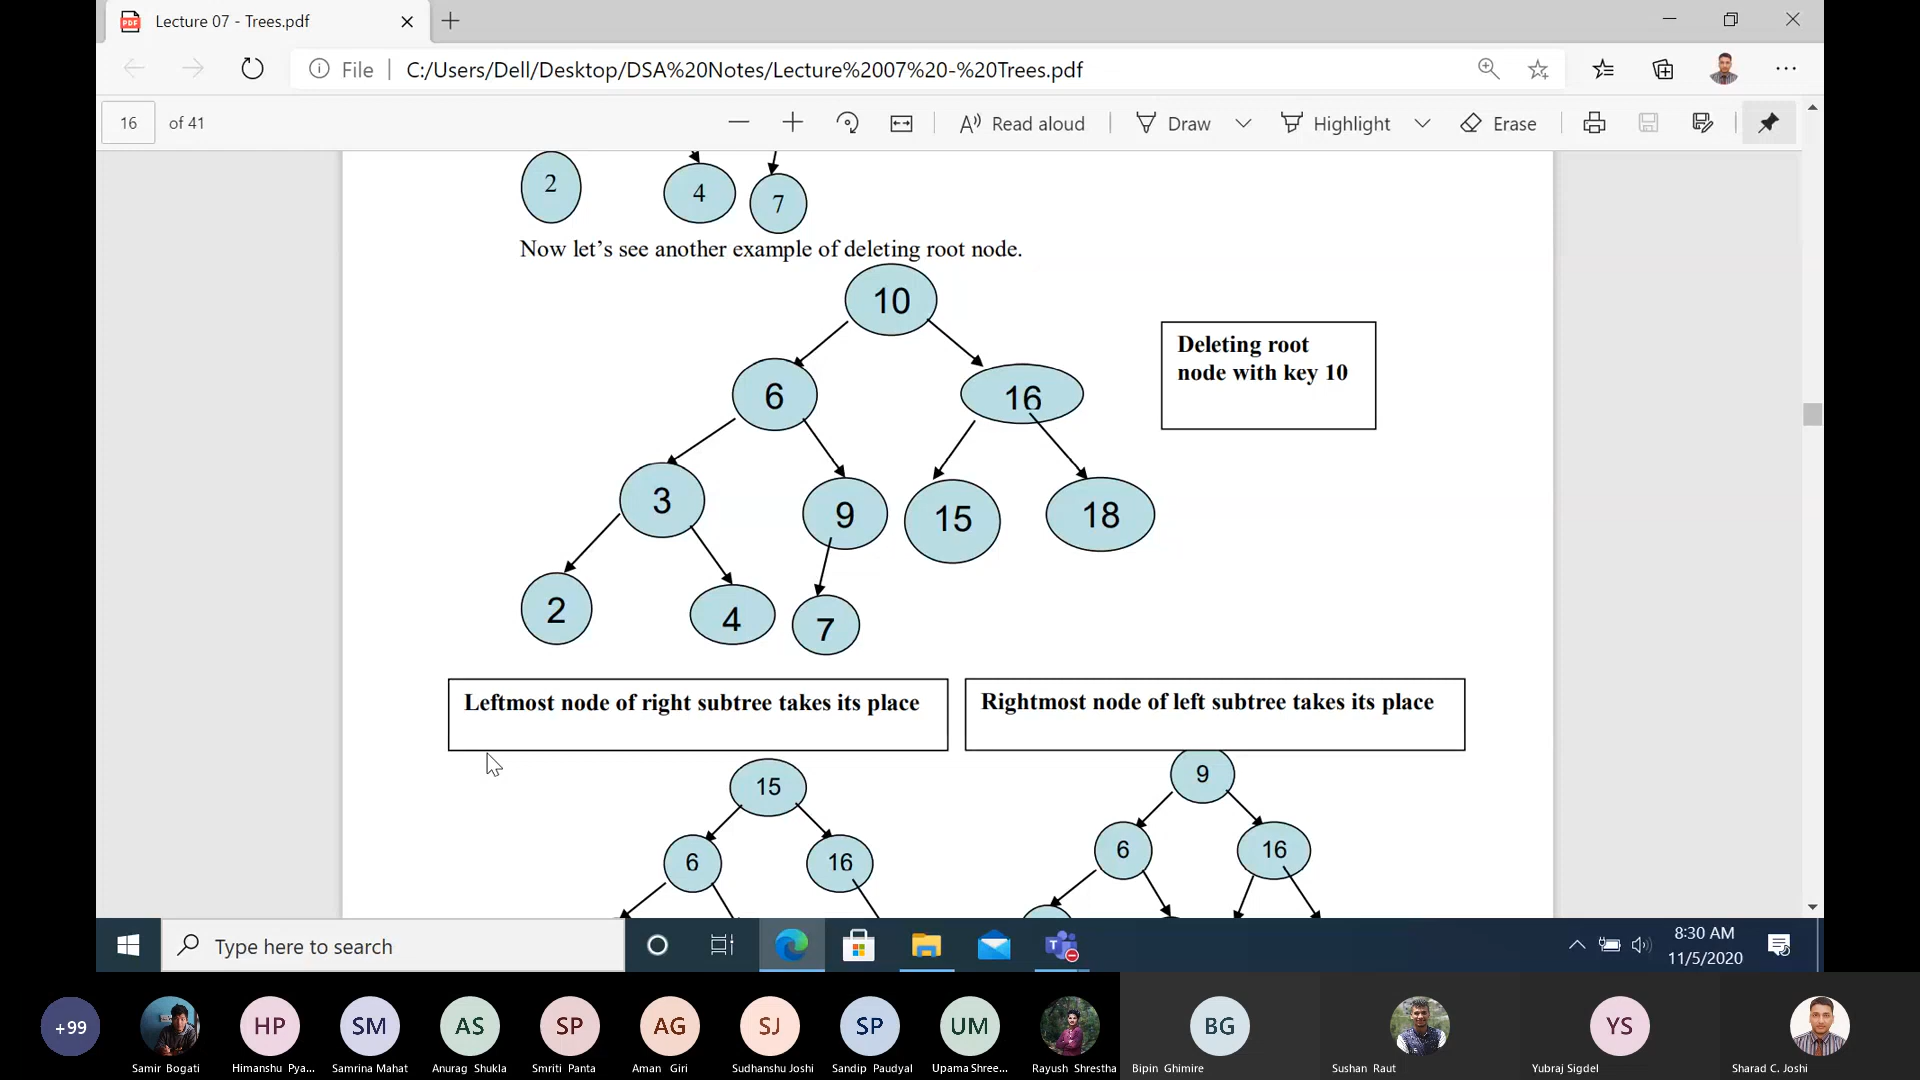 Lecture 07 - Trees.pdf
File
C:/Users/Dell/Desktop/DSA%20Notes/Lecture%2007%20-%20Trees.pdf
16 of 41
Read aloud
Draw
Highlight
Erase
2
4
7
Now let's see another example of deleting root node.
10
Deleting root
node with key 10
6
16
3
9
15
18
2
4
7
Leftmost node of right subtree takes its place
Rightmost node of left subtree takes its place
15
9
6
16
6
16
Type here to search
8:30 AM
11/5/2020
+99
HP
SM
AS
SP
AG
SJ
SP
UM
BG
YS
Samir Bogati
Himanshu Pya...
Samrina Mahat
Anurag Shukla
Smriti Panta
Aman Giri
Sudhanshu Joshi
Sandip Paudyal
Upama Shree...
Rayush Shrestha
Bipin Ghimire
Sushan Raut
Yubraj Sigdel
Sharad C. Joshi